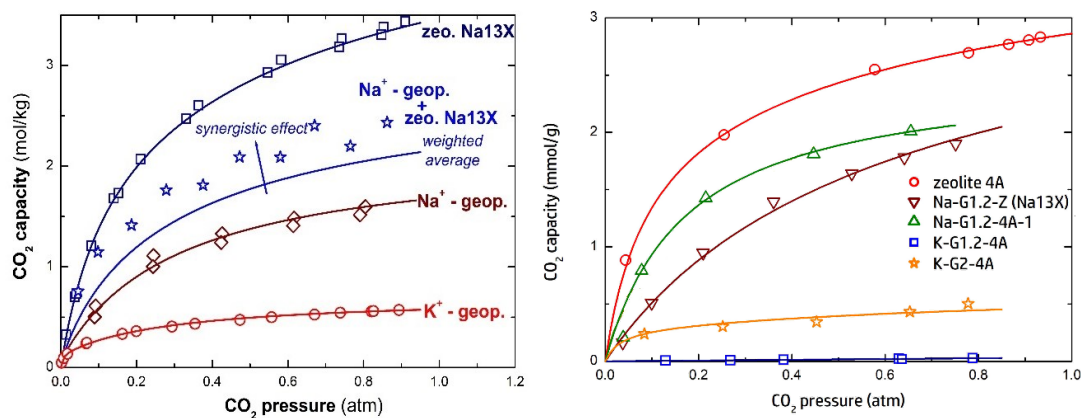 3
2
1
0
0.0
0.2
0.4
0.6
0.8
1.0
1.2
CO₂ capacity (mol/kg)
CO₂ pressure (atm)
zeo. Na13X
Na⁺ - geop.
+
zeo. Na13X
synergistic effect
weighted
average
Na⁺ - geop.
K⁺ - geop.
3
2
1
0
0.0
0.2
0.4
0.6
0.8
1.0
CO₂ capacity (mmol/g)
CO₂ pressure (atm)
zeolite 4A
Na-G1.2-Z (Na13X)
Na-G1.2-4A-1
K-G1.2-4A
K-G2-4A